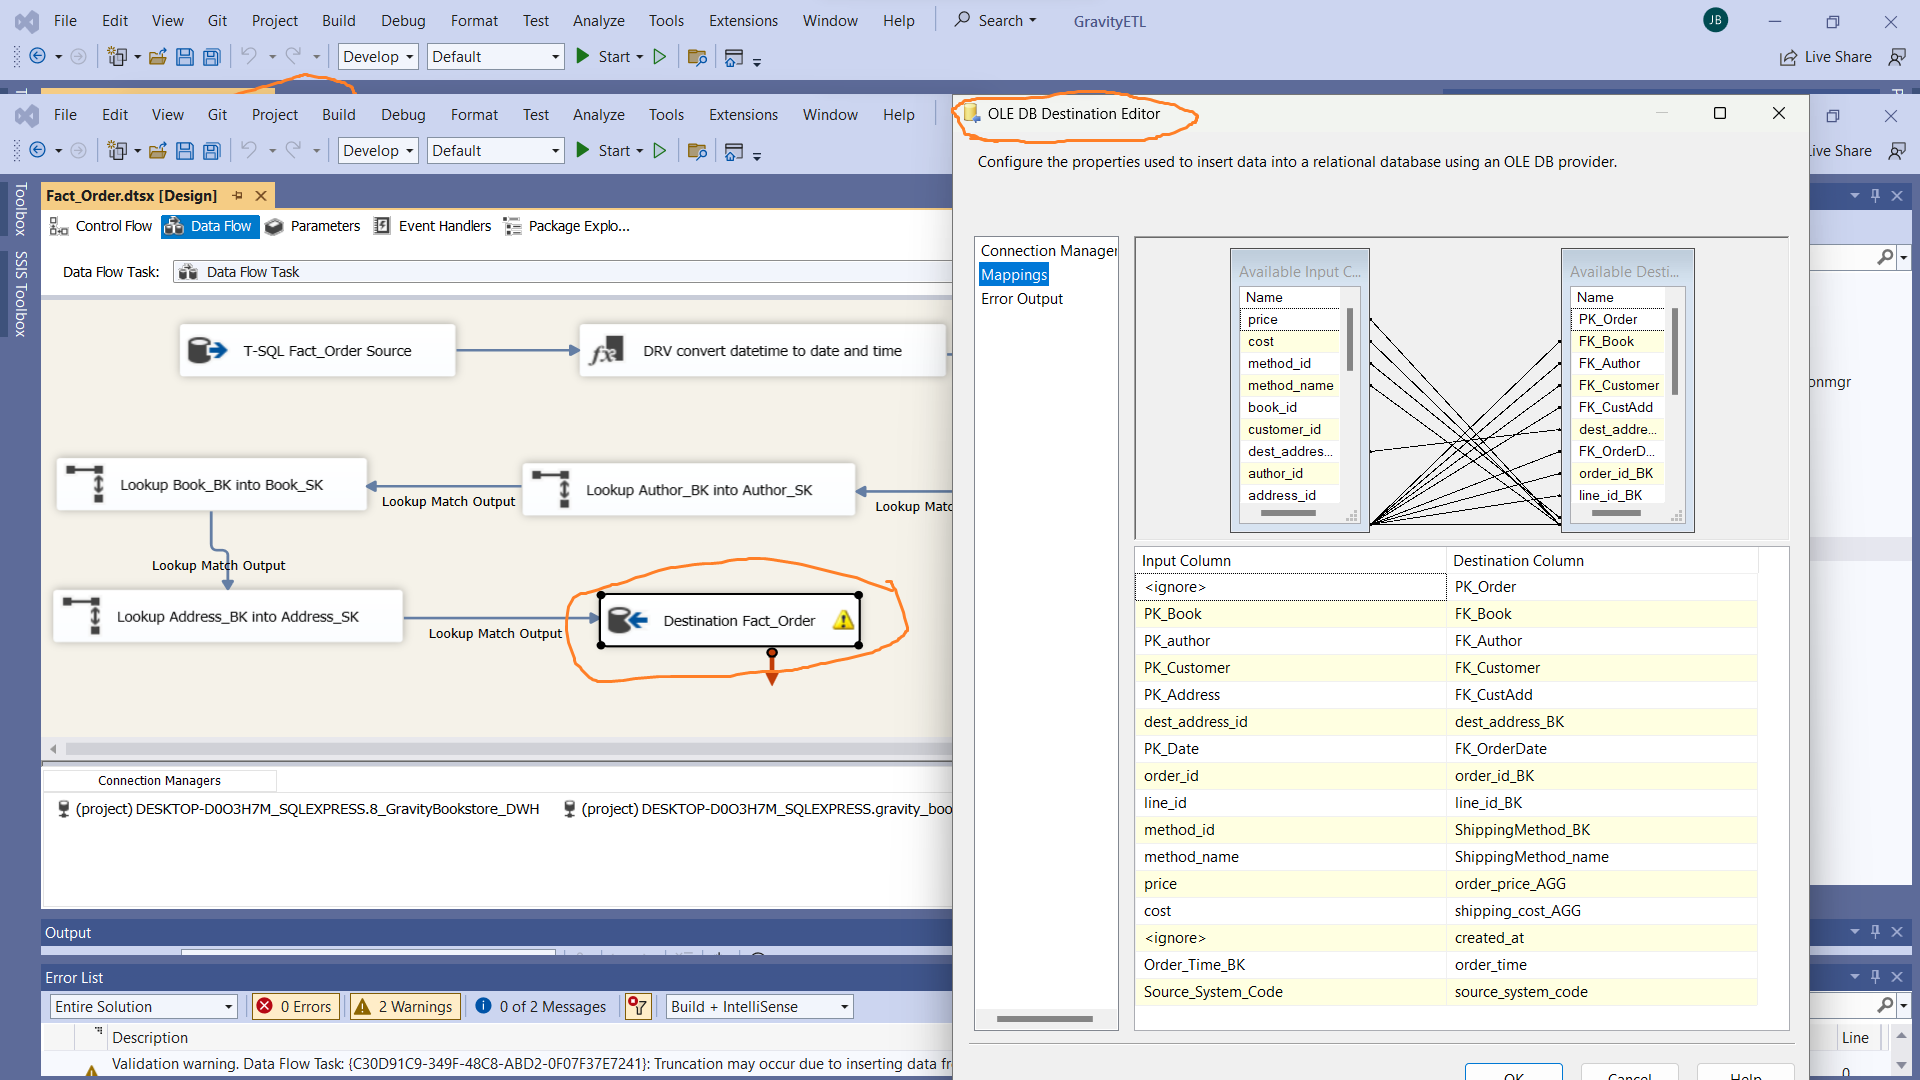 File Edit View Git Project Build Debug Format Test Analyze Tools Extensions Window Help Search GravityETL JB
Develop Default Start Live Share
File Edit View Git Project Build Debug Format Test Analyze Tools Extensions Window Help
Develop Default Start Live Share
Toolbox
SSIS Toolbox
Fact_Order.dtsx [Design]
Control Flow Data Flow Parameters Event Handlers Package Explo...
Data Flow Task: Data Flow Task
T-SQL Fact_Order Source
DRV convert datetime to date and time
Lookup Book_BK into Book_SK
Lookup Match Output
Lookup Author_BK into Author_SK
Lookup Matc
Lookup Match Output
Lookup Address_BK into Address_SK
Lookup Match Output
Destination Fact_Order
Connection Managers
(project) DESKTOP-D0O3H7M_SQLEXPRESS.8_GravityBookstore_DWH (project) DESKTOP-D0O3H7M_SQLEXPRESS.gravity_boo
Output
Error List
Entire Solution 0 Errors 2 Warnings 0 of 2 Messages Build + IntelliSense
Description Line
Validation warning. Data Flow Task: {C30D91C9-349F-48C8-ABD2-0F07F37E7241}: Truncation may occur due to inserting data fr
0
onmgr
OLE DB Destination Editor
Configure the properties used to insert data into a relational database using an OLE DB provider.
Connection Manager
Mappings
Error Output
Available Input C...
Name
price
cost
method_id
method_name
book_id
customer_id
dest_addres...
author_id
address_id
Available Desti...
Name
PK_Order
FK_Book
FK_Author
FK_Customer
FK_CustAdd
dest_addre...
FK_OrderD...
order_id_BK
line_id_BK
Input Column Destination Column
<ignore> PK_Order
PK_Book FK_Book
PK_author FK_Author
PK_Customer FK_Customer
PK_Address FK_CustAdd
dest_address_id dest_address_BK
PK_Date FK_OrderDate
order_id order_id_BK
line_id line_id_BK
method_id ShippingMethod_BK
method_name ShippingMethod_name
price order_price_AGG
cost shipping_cost_AGG
<ignore> created_at
Order_Time_BK order_time
Source_System_Code source_system_code
OK Cancel Help